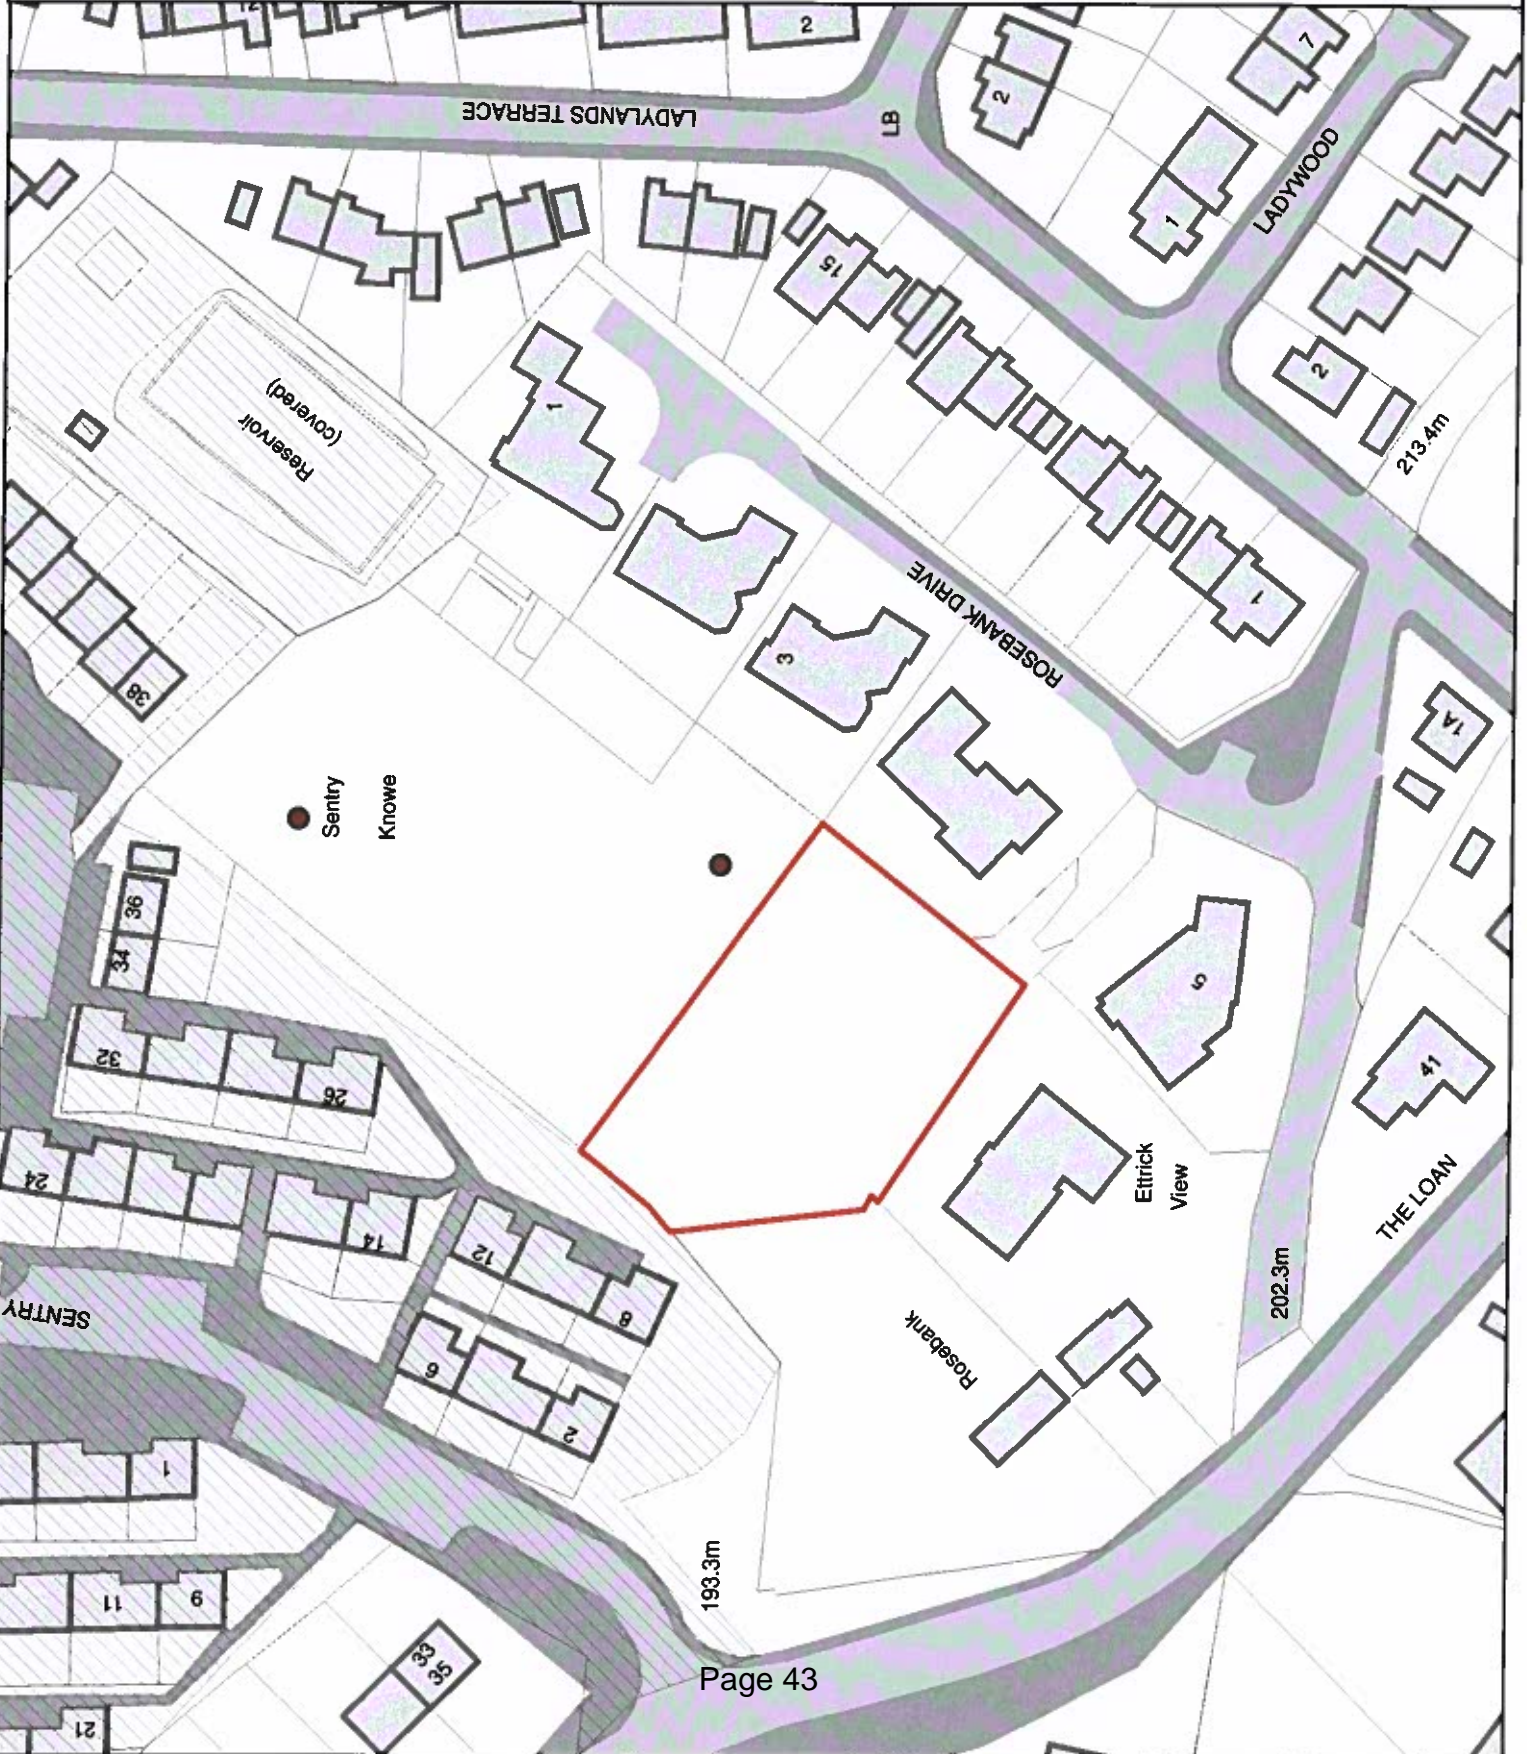 12
2
7
2
LADYLANDS TERRACE
LB
LADYWOOD
1
15
Reservoir
(covered)
1
2
213.4m
ROSEBANK DRIVE
1
3
38
1A
Sentry
Knowe
36
34
5
32
26
41
24
14
12
8
Ettrick
View
THE LOAN
202.3m
SENTRY
6
2
Rosebank
1
11
9
193.3m
33
35
21
Page 43